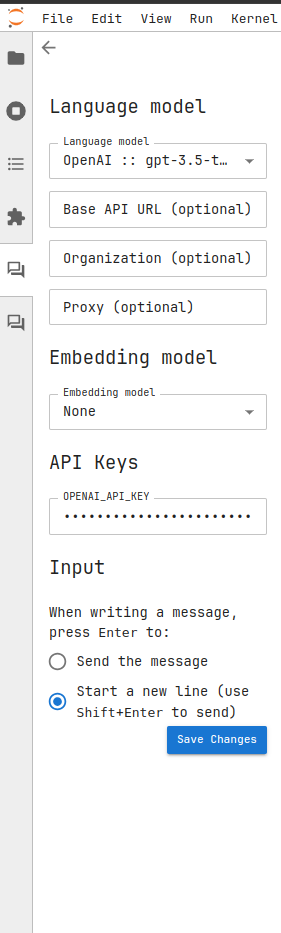 File Edit View Run Kernel
Language model
Language model
OpenAI :: gpt-3.5-t…
Base API URL (optional)
Organization (optional)
Proxy (optional)
Embedding model
Embedding model
None
API Keys
OPENAI_API_KEY
•••••••••••••••••••••••
Input
When writing a message,
press Enter to:
Send the message
Start a new line (use
Shift+Enter to send)
Save Changes